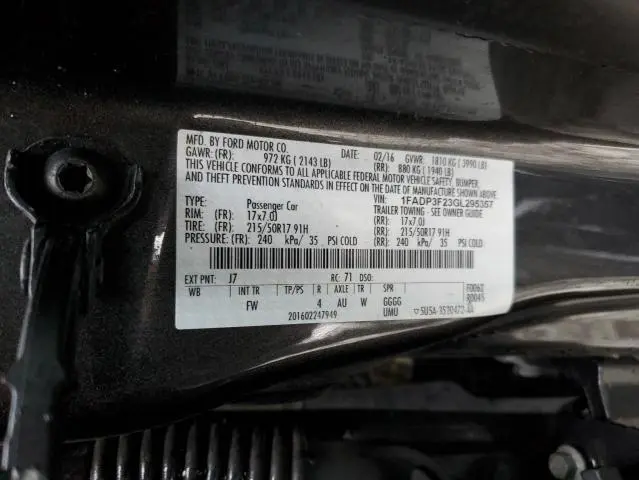 MFD. BY FORD MOTOR CO.
DATE: 02/16 GVWR: 1810 KG ( 3990 LB)
GAWR: (FR): 972 KG ( 2143 LB) (RR): 880 KG ( 1940 LB)
THIS VEHICLE CONFORMS TO ALL APPLICABLE FEDERAL MOTOR VEHICLE SAFETY, BUMPER,
AND THEFT PREVENTION STANDARDS IN EFFECT ON THE DATE OF MANUFACTURE SHOWN ABOVE.
VIN: 1FADP3F23GL295357
TYPE: Passenger Car TRAILER TOWING - SEE OWNER GUIDE
RIM: (FR): 17x7.0J (RR): 17x7.0J
TIRE: (FR): 215/50R17 91H (RR): 215/50R17 91H
PRESSURE: (FR): 240 kPa/ 35 PSI COLD (RR): 240 kPa/ 35 PSI COLD
EXT PNT: J7 RC: 71 DSO:
WB INT TR TP/PS R AXLE TR SPR
FW 4 AU W GGGG
UMU
201602247949